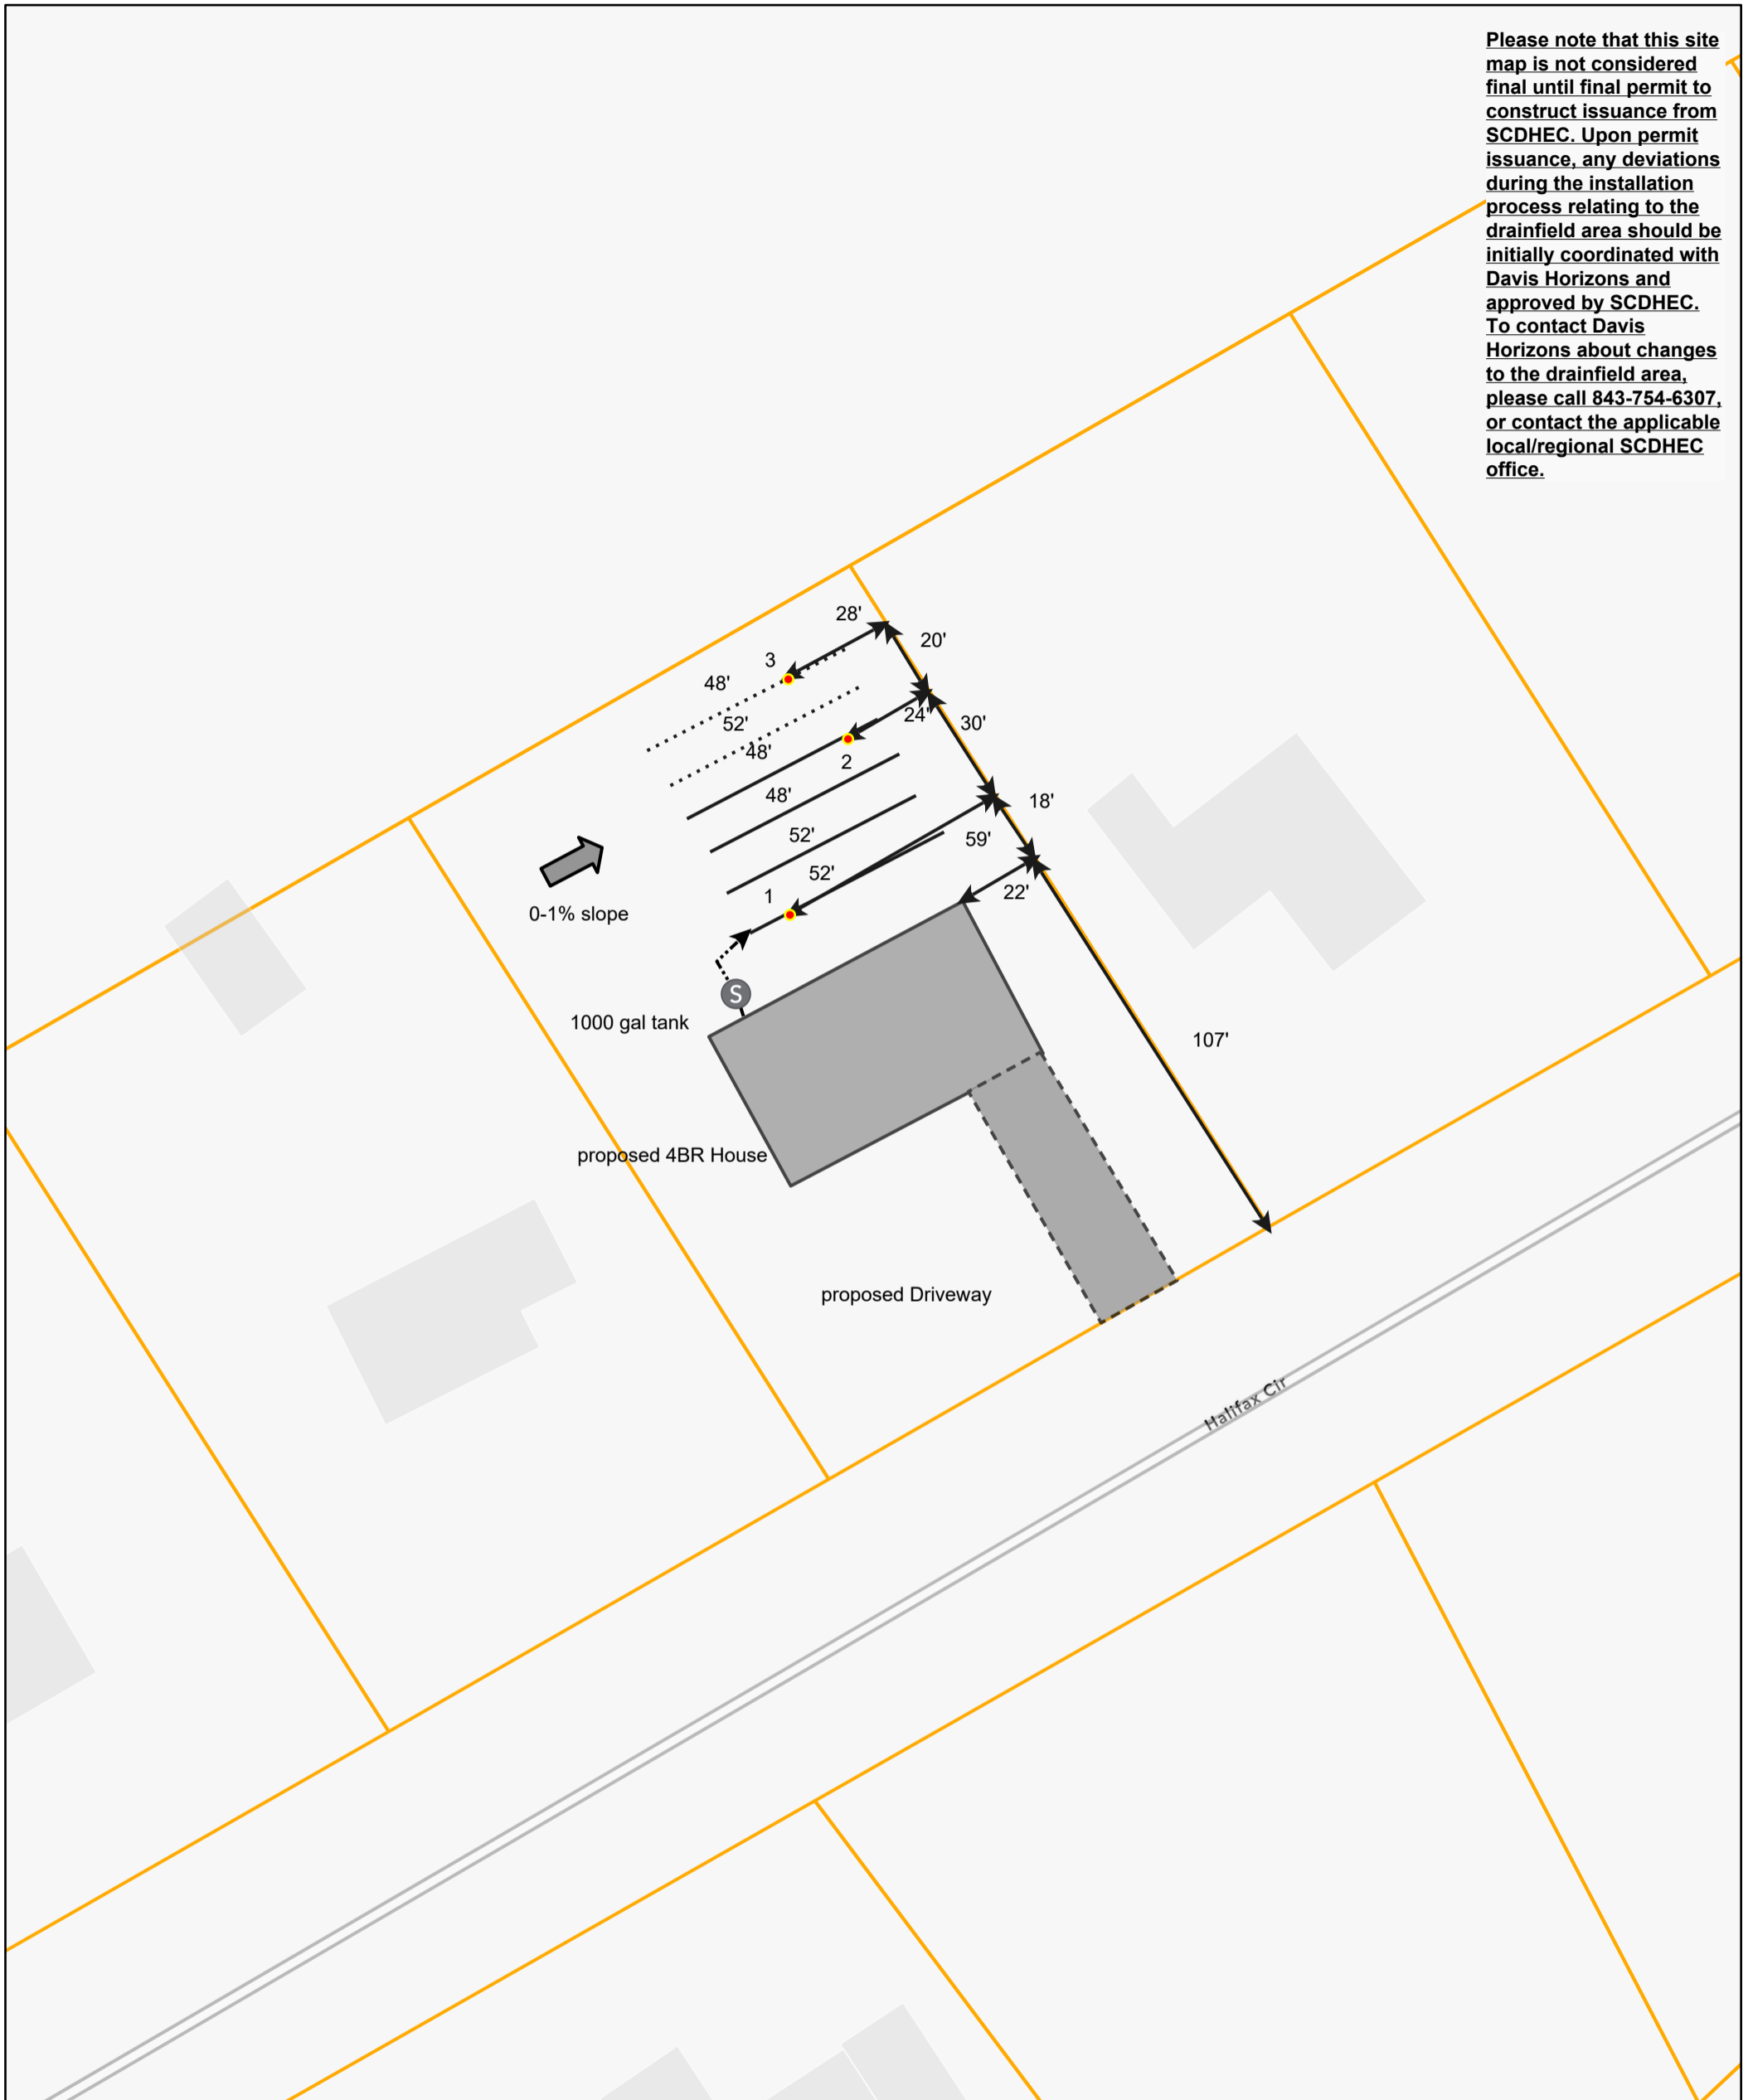 Please note that this site
map is not considered
final until final permit to
construct issuance from
SCDHEC. Upon permit
issuance, any deviations
during the installation
process relating to the
drainfield area should be
initially coordinated with
Davis Horizons and
approved by SCDHEC.
To contact Davis
Horizons about changes
to the drainfield area,
please call 843-754-6307,
or contact the applicable
local/regional SCDHEC
office.
28'
20'
3
48'
52'
24'
30'
48'
2
48'
18'
52'
59'
52'
22'
1
0-1% slope
S
1000 gal tank
107'
proposed 4BR House
proposed Driveway
Halifax Cir